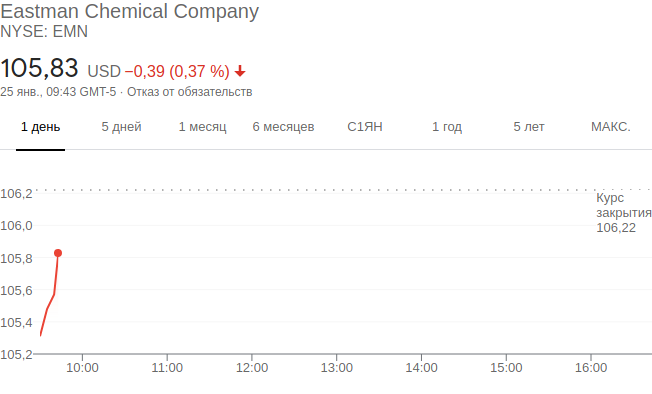 Eastman Chemical Company
NYSE: EMN
105,83 USD −0,39 (0,37 %)
25 янв., 09:43 GMT-5 · Отказ от обязательств
1 день 5 дней 1 месяц 6 месяцев С1ЯН 1 год 5 лет МАКС.
106,2
Курс
закрытия
106,22
106,0
105,8
105,6
105,4
105,2
10:00 11:00 12:00 13:00 14:00 15:00 16:00